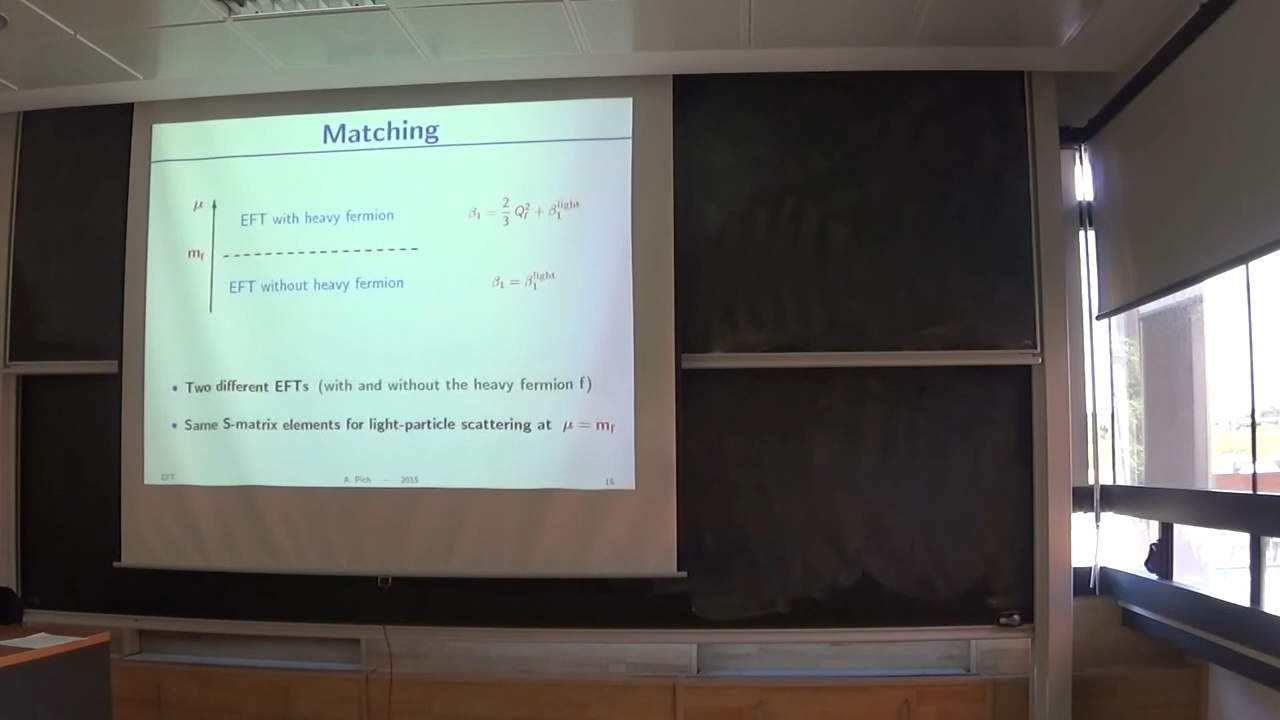 Matching
μ
EFT with heavy fermion
β₁ = 2/3 Q_f² + β₁^light
m_f
EFT without heavy fermion
β₁ = β₁^light
• Two different EFTs (with and without the heavy fermion f)
• Same S-matrix elements for light-particle scattering at μ = m_f
EFT
A. Pich – 2015
16